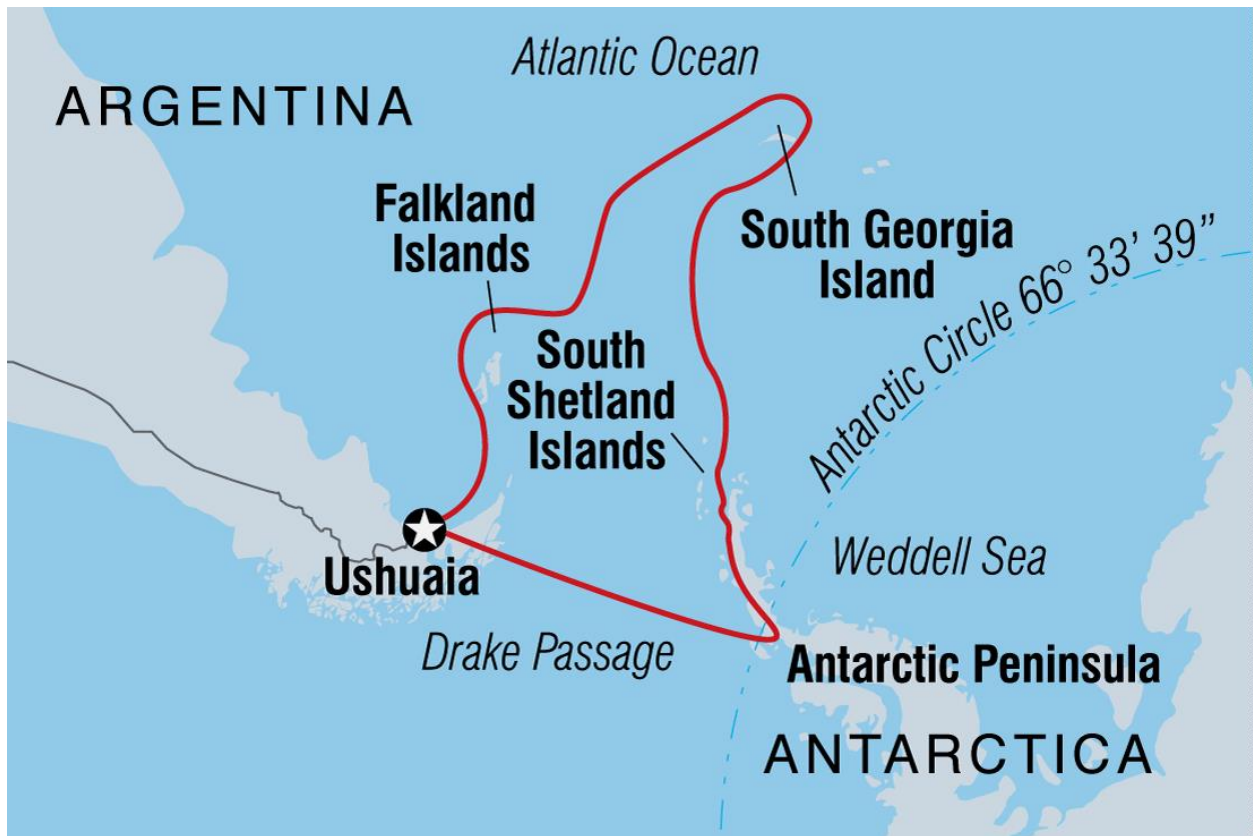 Atlantic Ocean
ARGENTINA
Falkland
Islands
South Georgia
Island
Antarctic Circle 66° 33’ 39”
South
Shetland
Islands
Ushuaia
Weddell Sea
Drake Passage
Antarctic Peninsula
ANTARCTICA